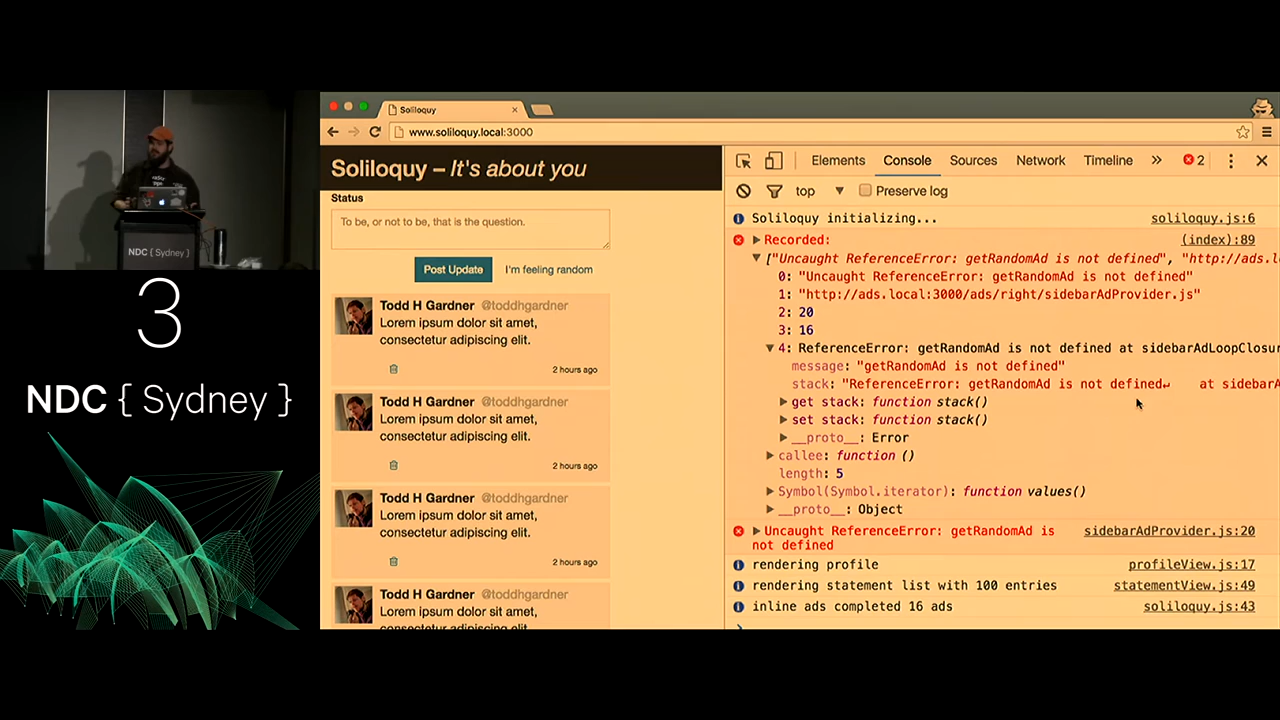 NDC { Sydney }
3
NDC { Sydney }
Soliloquy
www.soliloquy.local:3000
Soliloquy – It's about you
Status
To be, or not to be, that is the question.
Post Update I'm feeling random
Todd H Gardner @toddhgardner
Lorem ipsum dolor sit amet,
consectetur adipiscing elit.
2 hours ago
Todd H Gardner @toddhgardner
Lorem ipsum dolor sit amet,
consectetur adipiscing elit.
2 hours ago
Todd H Gardner @toddhgardner
Lorem ipsum dolor sit amet,
consectetur adipiscing elit.
2 hours ago
Todd H Gardner @toddhgardner
Lorem ipsum dolor sit amet,
consectetur adipiscing elit.
Elements Console Sources Network Timeline 2
top Preserve log
Soliloquy initializing... soliloquy.js:6
Recorded: (index):89
["Uncaught ReferenceError: getRandomAd is not defined", "http://ads.l
0: "Uncaught ReferenceError: getRandomAd is not defined"
1: "http://ads.local:3000/ads/right/sidebarAdProvider.js"
2: 20
3: 16
4: ReferenceError: getRandomAd is not defined at sidebarAdLoopClosur
message: "getRandomAd is not defined"
stack: "ReferenceError: getRandomAd is not defined↵ at sidebarA
get stack: function stack()
set stack: function stack()
__proto__: Error
callee: function ()
length: 5
Symbol(Symbol.iterator): function values()
__proto__: Object
Uncaught ReferenceError: getRandomAd is sidebarAdProvider.js:20
not defined
rendering profile profileView.js:17
rendering statement list with 100 entries statementView.js:49
inline ads completed 16 ads soliloquy.js:43